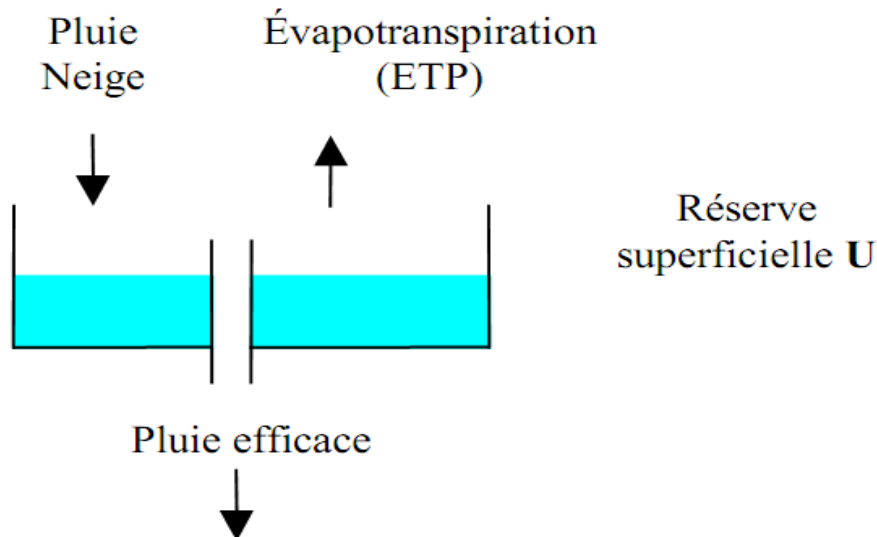 Pluie
Neige
Évapotranspiration
(ETP)
Réserve
superficielle U
Pluie efficace